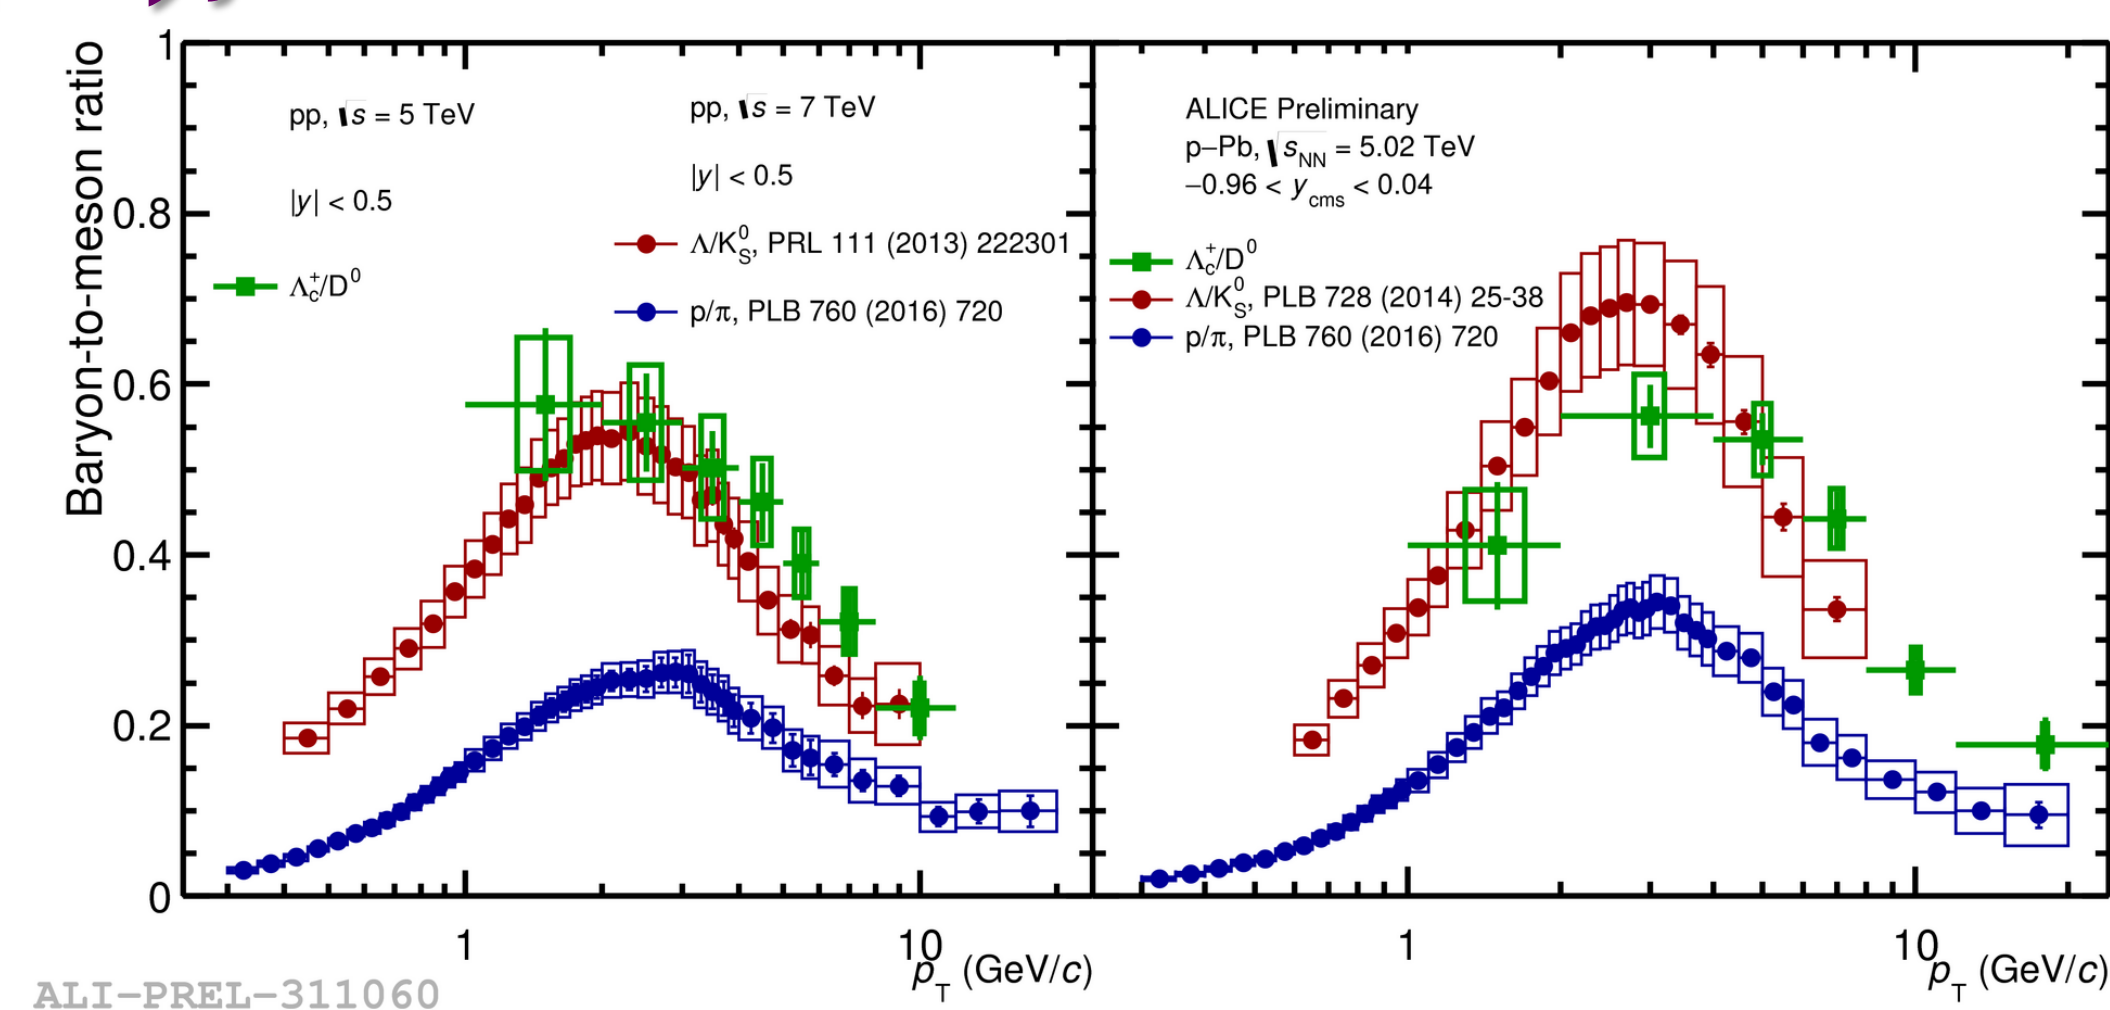 Baryon-to-meson ratio
1
0.8
0.6
0.4
0.2
0
pp, √s = 5 TeV
|y| < 0.5
Λc+/D0
pp, √s = 7 TeV
|y| < 0.5
Λ/K0S, PRL 111 (2013) 222301
p/π, PLB 760 (2016) 720
1
10
pT (GeV/c)
ALICE Preliminary
p−Pb, √sNN = 5.02 TeV
−0.96 < ycms < 0.04
Λc+/D0
Λ/K0S, PLB 728 (2014) 25-38
p/π, PLB 760 (2016) 720
1
10
pT (GeV/c)
ALI−PREL−311060